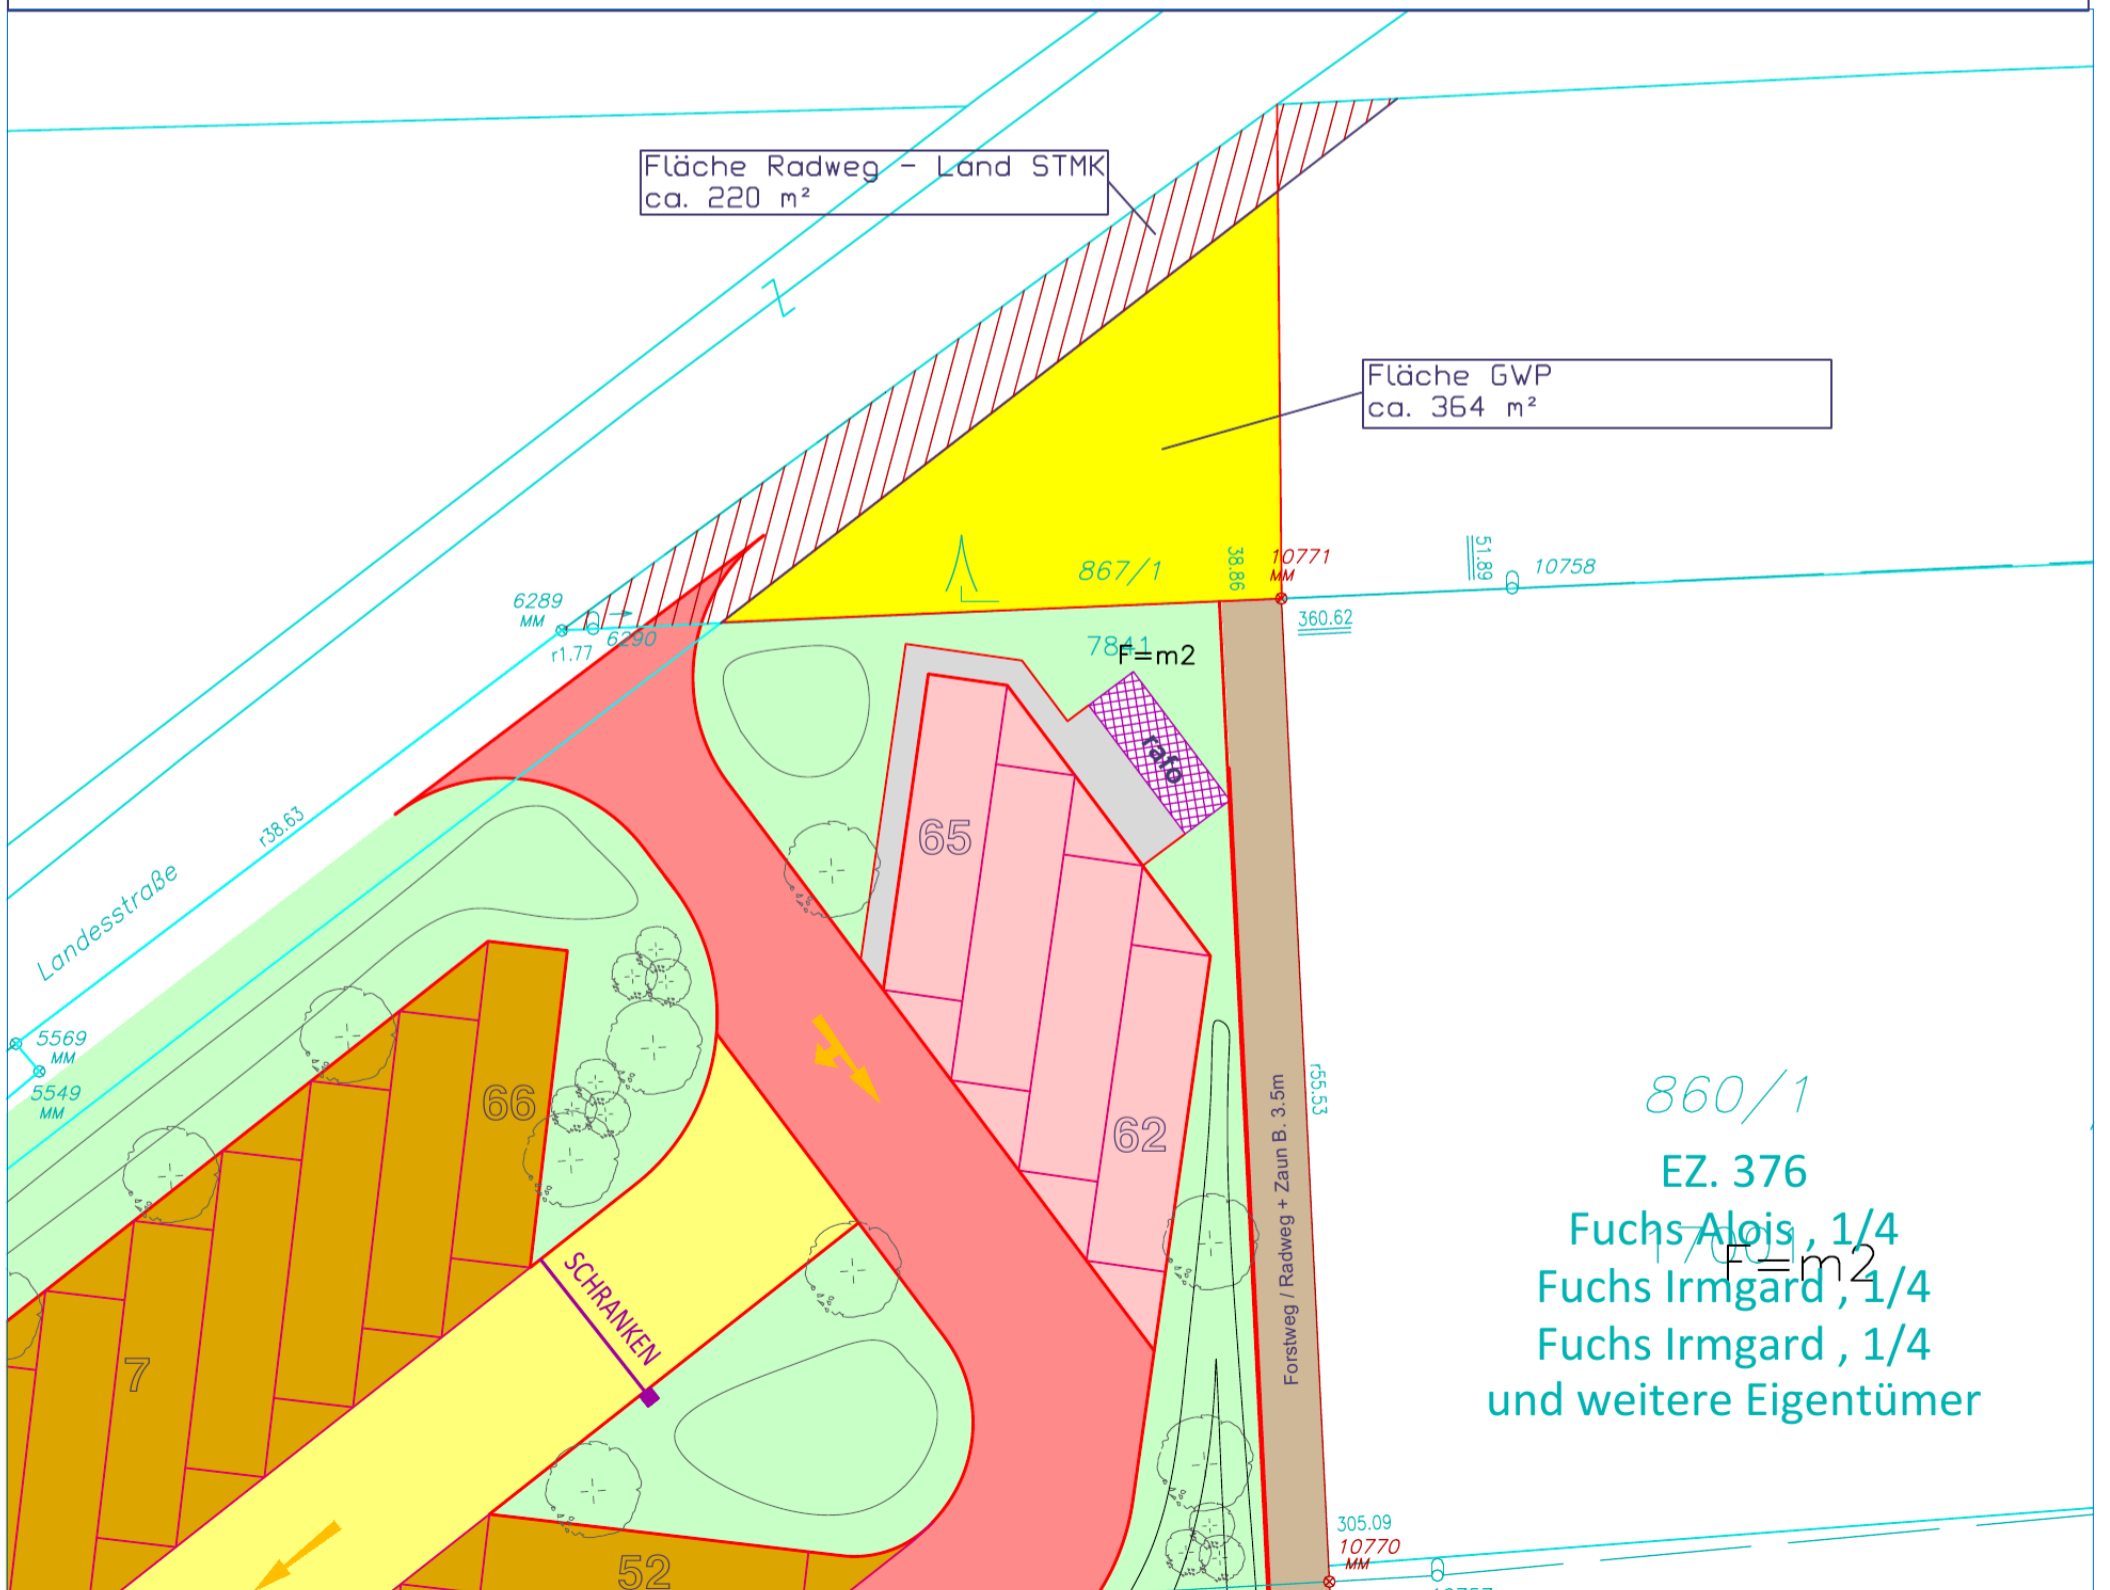 Fläche Radweg - Land STMK
ca. 220 m²
Z
Fläche GWP
ca. 364 m²
867/1
38.86
10771
MM
51.89
10758
360.62
6289
MM
6290
r1.77
7841
F=m2
rafo
r38.63
Landesstraße
65
5569
MM
5549
MM
66
62
Forstweg / Radweg + Zaun B. 3.5m
r55.53
860/1
EZ. 376
Fuchs Alois , 1/4
F=m2
Fuchs Irmgard , 1/4
Fuchs Irmgard , 1/4
und weitere Eigentümer
SCHRANKEN
7
52
305.09
10770
MM